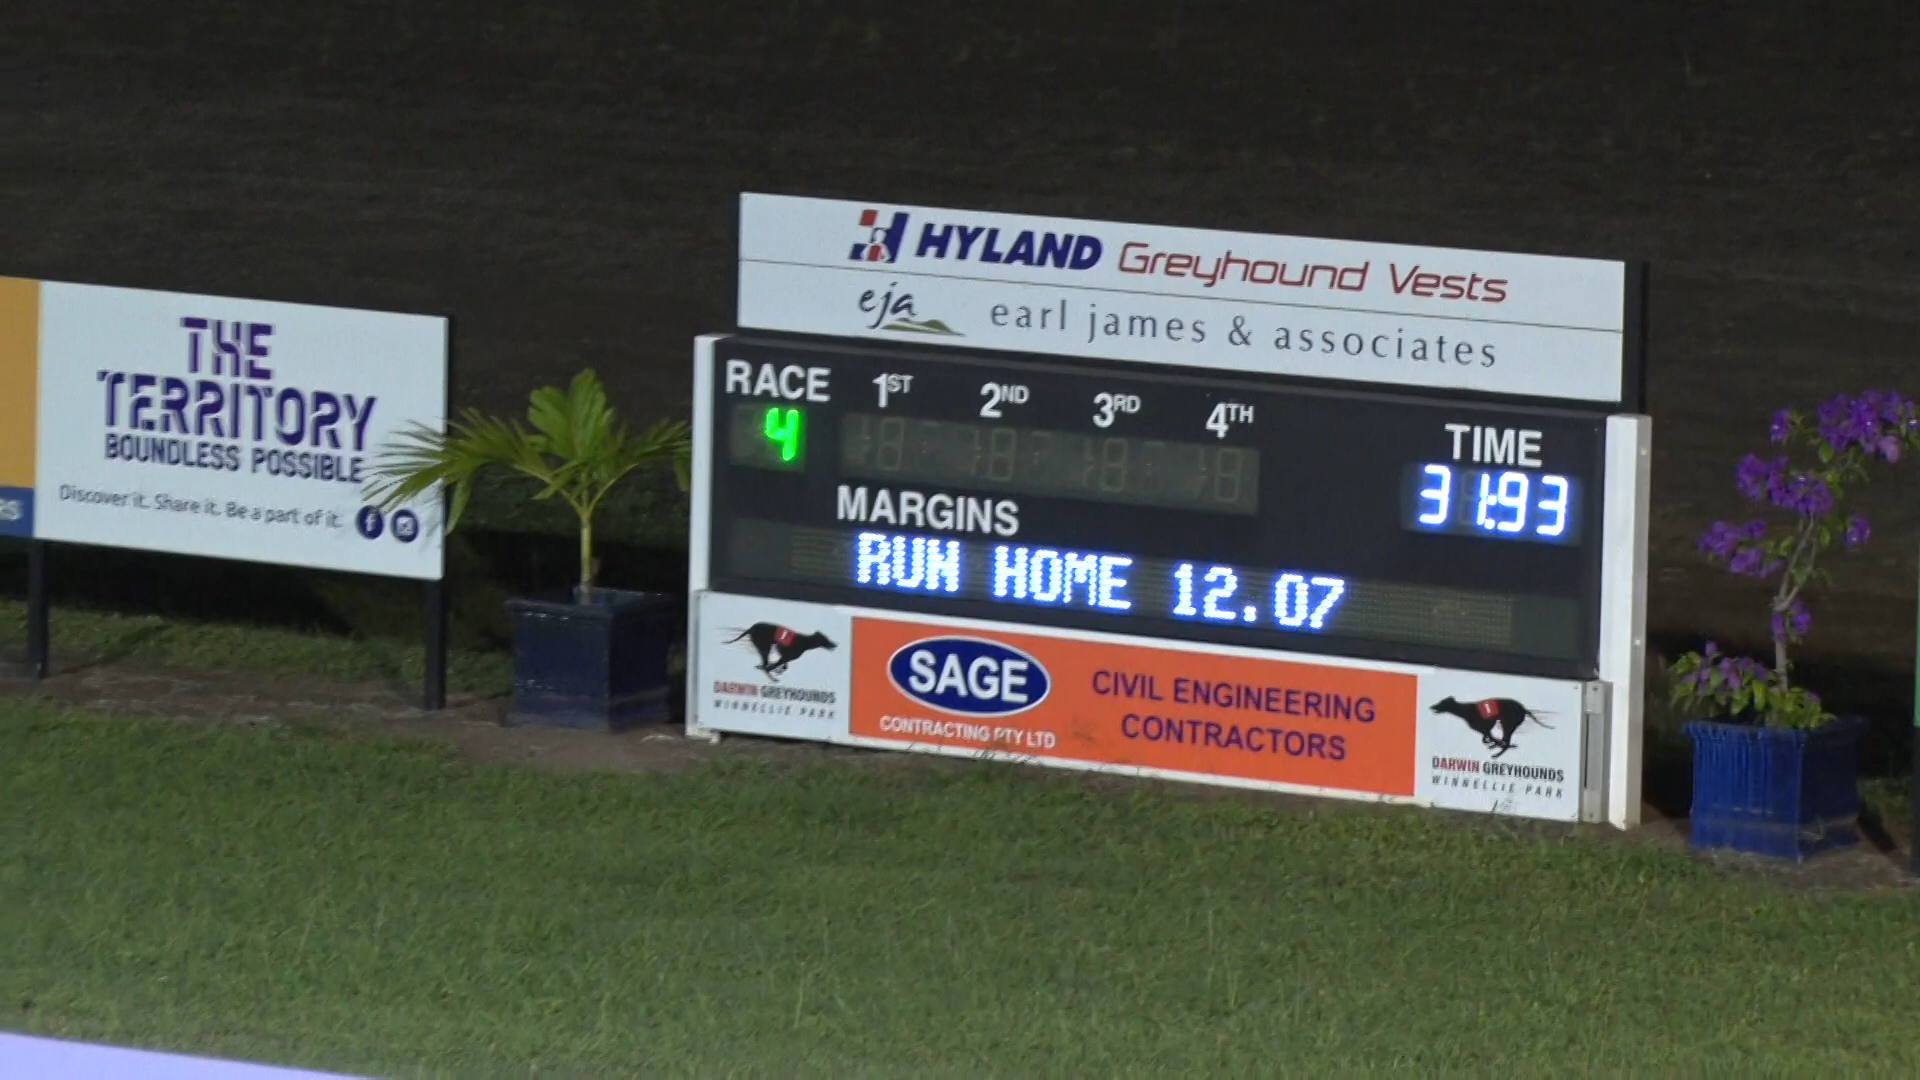 HYLAND Greyhound Vests
eja earl james & associates
THE
TERRITORY
BOUNDLESS POSSIBLE
Discover it. Share it. Be a part of it.
RS
RACE 1ST 2ND 3RD 4TH TIME
4 31:93
MARGINS
RUN HOME 12.07
DARWIN GREYHOUNDS
WINNELLIE PARK
SAGE
CONTRACTING PTY LTD
CIVIL ENGINEERING
CONTRACTORS
DARWIN GREYHOUNDS
WINNELLIE PARK